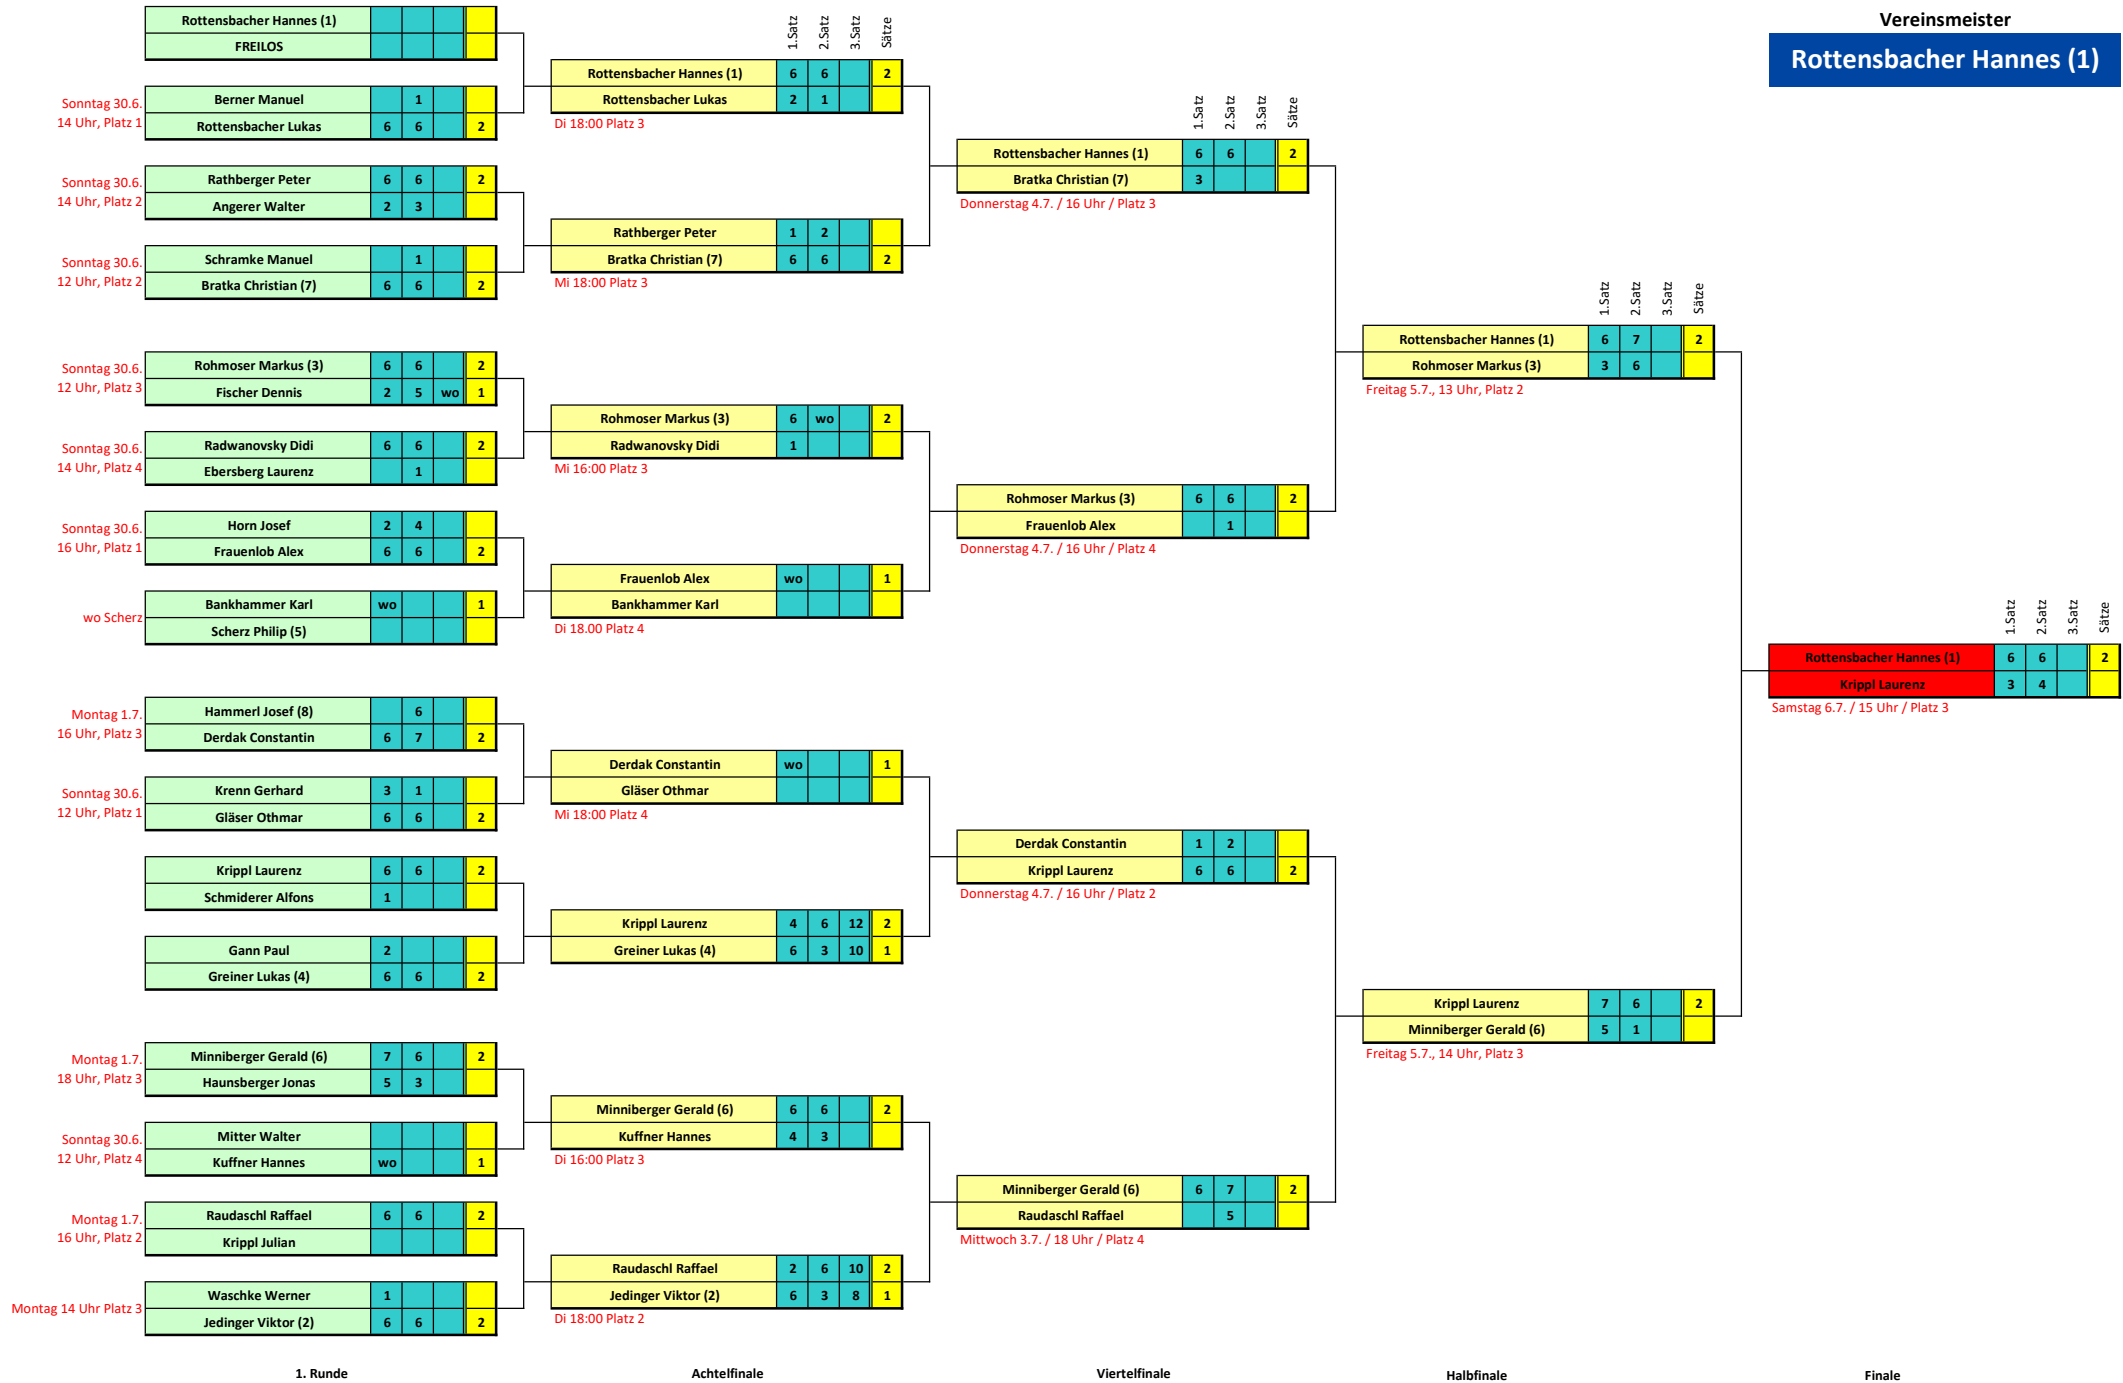 Vereinsmeister
Rottensbacher Hannes (1)
Rottensbacher Hannes (1)
FREILOS
Sonntag 30.6.
14 Uhr, Platz 1
Berner Manuel 1
Rottensbacher Lukas 6 6 2
Sonntag 30.6.
14 Uhr, Platz 2
Rathberger Peter 6 6 2
Angerer Walter 2 3
Sonntag 30.6.
12 Uhr, Platz 2
Schramke Manuel 1
Bratka Christian (7) 6 6 2
Sonntag 30.6.
12 Uhr, Platz 3
Rohmoser Markus (3) 6 6 2
Fischer Dennis 2 5 wo 1
Sonntag 30.6.
14 Uhr, Platz 4
Radwanovsky Didi 6 6 2
Ebersberg Laurenz 1
Sonntag 30.6.
16 Uhr, Platz 1
Horn Josef 2 4
Frauenlob Alex 6 6 2
wo Scherz
Bankhammer Karl wo 1
Scherz Philip (5)
Montag 1.7.
16 Uhr, Platz 3
Hammerl Josef (8) 6
Derdak Constantin 6 7 2
Sonntag 30.6.
12 Uhr, Platz 1
Krenn Gerhard 3 1
Gläser Othmar 6 6 2
Krippl Laurenz 6 6 2
Schmiderer Alfons 1
Gann Paul 2
Greiner Lukas (4) 6 6 2
Montag 1.7.
18 Uhr, Platz 3
Minniberger Gerald (6) 7 6 2
Haunsberger Jonas 5 3
Sonntag 30.6.
12 Uhr, Platz 4
Mitter Walter
Kuffner Hannes wo 1
Montag 1.7.
16 Uhr, Platz 2
Raudaschl Raffael 6 6 2
Krippl Julian
Montag 14 Uhr Platz 3
Waschke Werner 1
Jedinger Viktor (2) 6 6 2
1. Runde
1.Satz 2.Satz 3.Satz Sätze
Rottensbacher Hannes (1) 6 6 2
Rottensbacher Lukas 2 1
Di 18:00 Platz 3
Rathberger Peter 1 2
Bratka Christian (7) 6 6 2
Mi 18:00 Platz 3
Rohmoser Markus (3) 6 wo 2
Radwanovsky Didi 1
Mi 16:00 Platz 3
Frauenlob Alex wo 1
Bankhammer Karl
Di 18.00 Platz 4
Derdak Constantin wo 1
Gläser Othmar
Mi 18:00 Platz 4
Krippl Laurenz 4 6 12 2
Greiner Lukas (4) 6 3 10 1
Minniberger Gerald (6) 6 6 2
Kuffner Hannes 4 3
Di 16:00 Platz 3
Raudaschl Raffael 2 6 10 2
Jedinger Viktor (2) 6 3 8 1
Di 18:00 Platz 2
Achtelfinale
1.Satz 2.Satz 3.Satz Sätze
Rottensbacher Hannes (1) 6 6 2
Bratka Christian (7) 3
Donnerstag 4.7. / 16 Uhr / Platz 3
Rohmoser Markus (3) 6 6 2
Frauenlob Alex 1
Donnerstag 4.7. / 16 Uhr / Platz 4
Derdak Constantin 1 2
Krippl Laurenz 6 6 2
Donnerstag 4.7. / 16 Uhr / Platz 2
Minniberger Gerald (6) 6 7 2
Raudaschl Raffael 5
Mittwoch 3.7. / 18 Uhr / Platz 4
Viertelfinale
1.Satz 2.Satz 3.Satz Sätze
Rottensbacher Hannes (1) 6 7 2
Rohmoser Markus (3) 3 6
Freitag 5.7., 13 Uhr, Platz 2
Krippl Laurenz 7 6 2
Minniberger Gerald (6) 5 1
Freitag 5.7., 14 Uhr, Platz 3
Halbfinale
1.Satz 2.Satz 3.Satz Sätze
Rottensbacher Hannes (1) 6 6 2
Krippl Laurenz 3 4
Samstag 6.7. / 15 Uhr / Platz 3
Finale